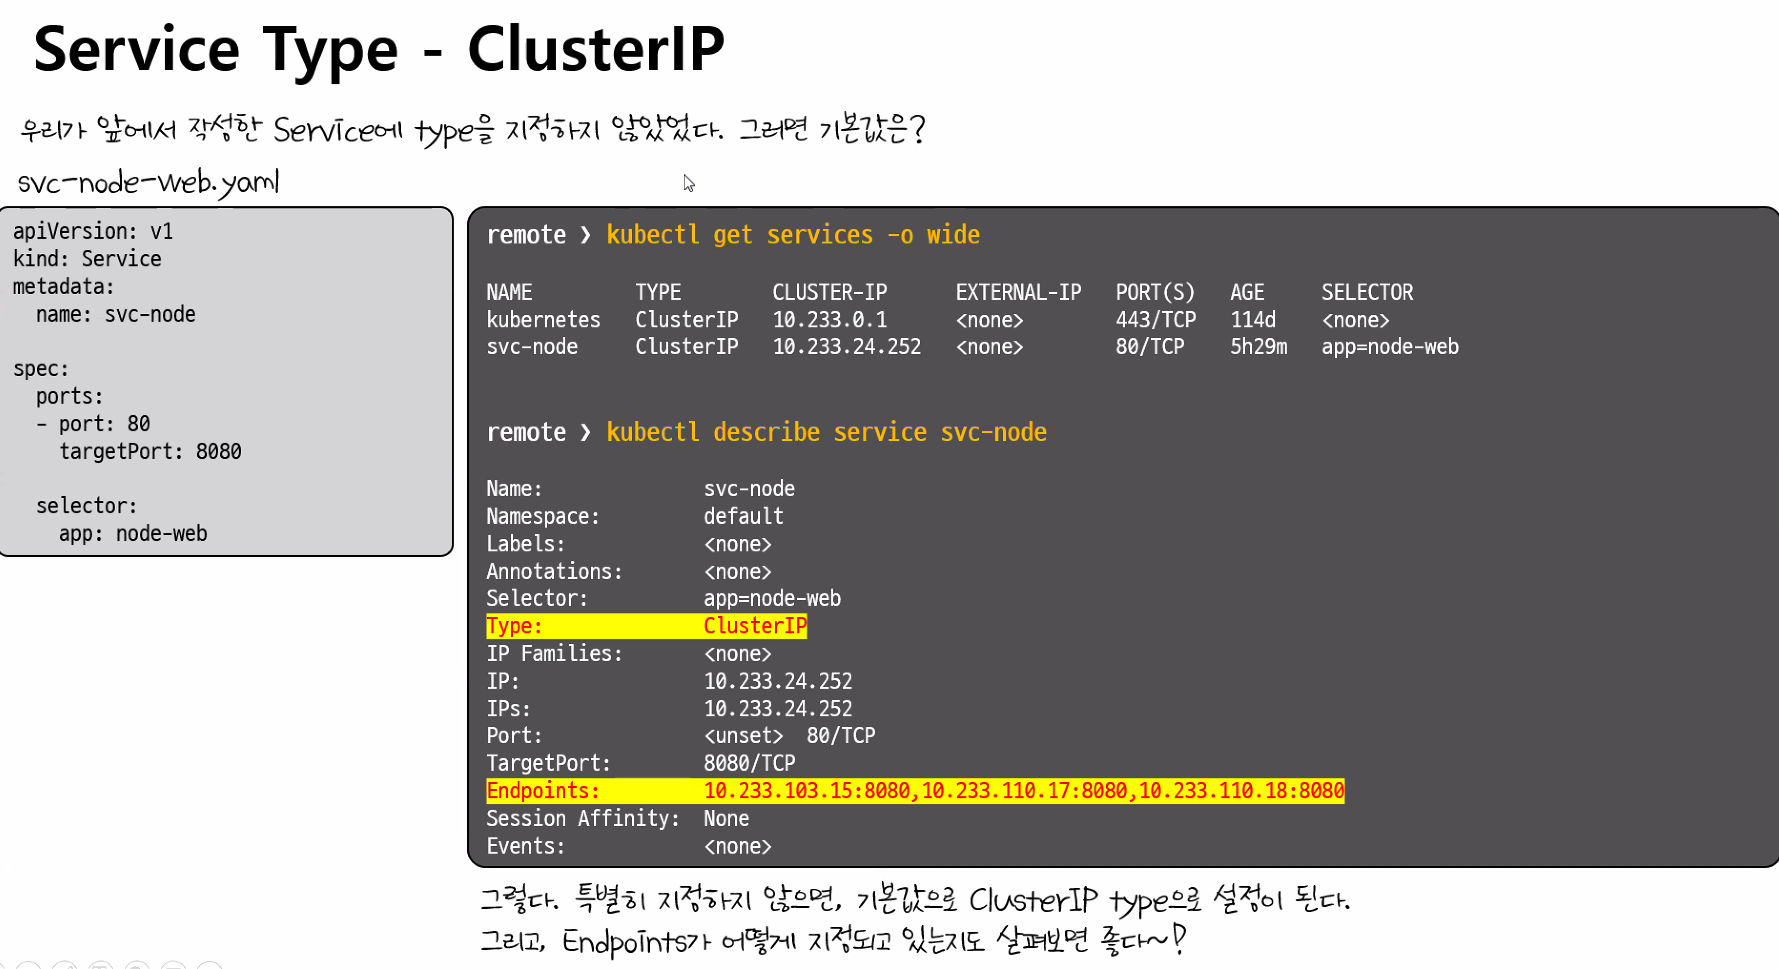 Service Type - ClusterIP
우리가 앞에서 작성한 Service에 type을 지정하지 않았었다. 그러면 기본값은?
svc-node-web.yaml
apiVersion: v1
kind: Service
metadata:
  name: svc-node
spec:
  ports:
  - port: 80
    targetPort: 8080
  selector:
    app: node-web
remote ❯ kubectl get services -o wide
NAME TYPE CLUSTER-IP EXTERNAL-IP PORT(S) AGE SELECTOR
kubernetes ClusterIP 10.233.0.1 <none> 443/TCP 114d <none>
svc-node ClusterIP 10.233.24.252 <none> 80/TCP 5h29m app=node-web
remote ❯ kubectl describe service svc-node
Name: svc-node
Namespace: default
Labels: <none>
Annotations: <none>
Selector: app=node-web
Type: ClusterIP
IP Families: <none>
IP: 10.233.24.252
IPs: 10.233.24.252
Port: <unset> 80/TCP
TargetPort: 8080/TCP
Endpoints: 10.233.103.15:8080,10.233.110.17:8080,10.233.110.18:8080
Session Affinity: None
Events: <none>
그렇다. 특별히 지정하지 않으면, 기본값으로 ClusterIP type으로 설정이 된다.
그리고, Endpoints가 어떻게 지정되고 있는지도 살펴보면 좋다~!